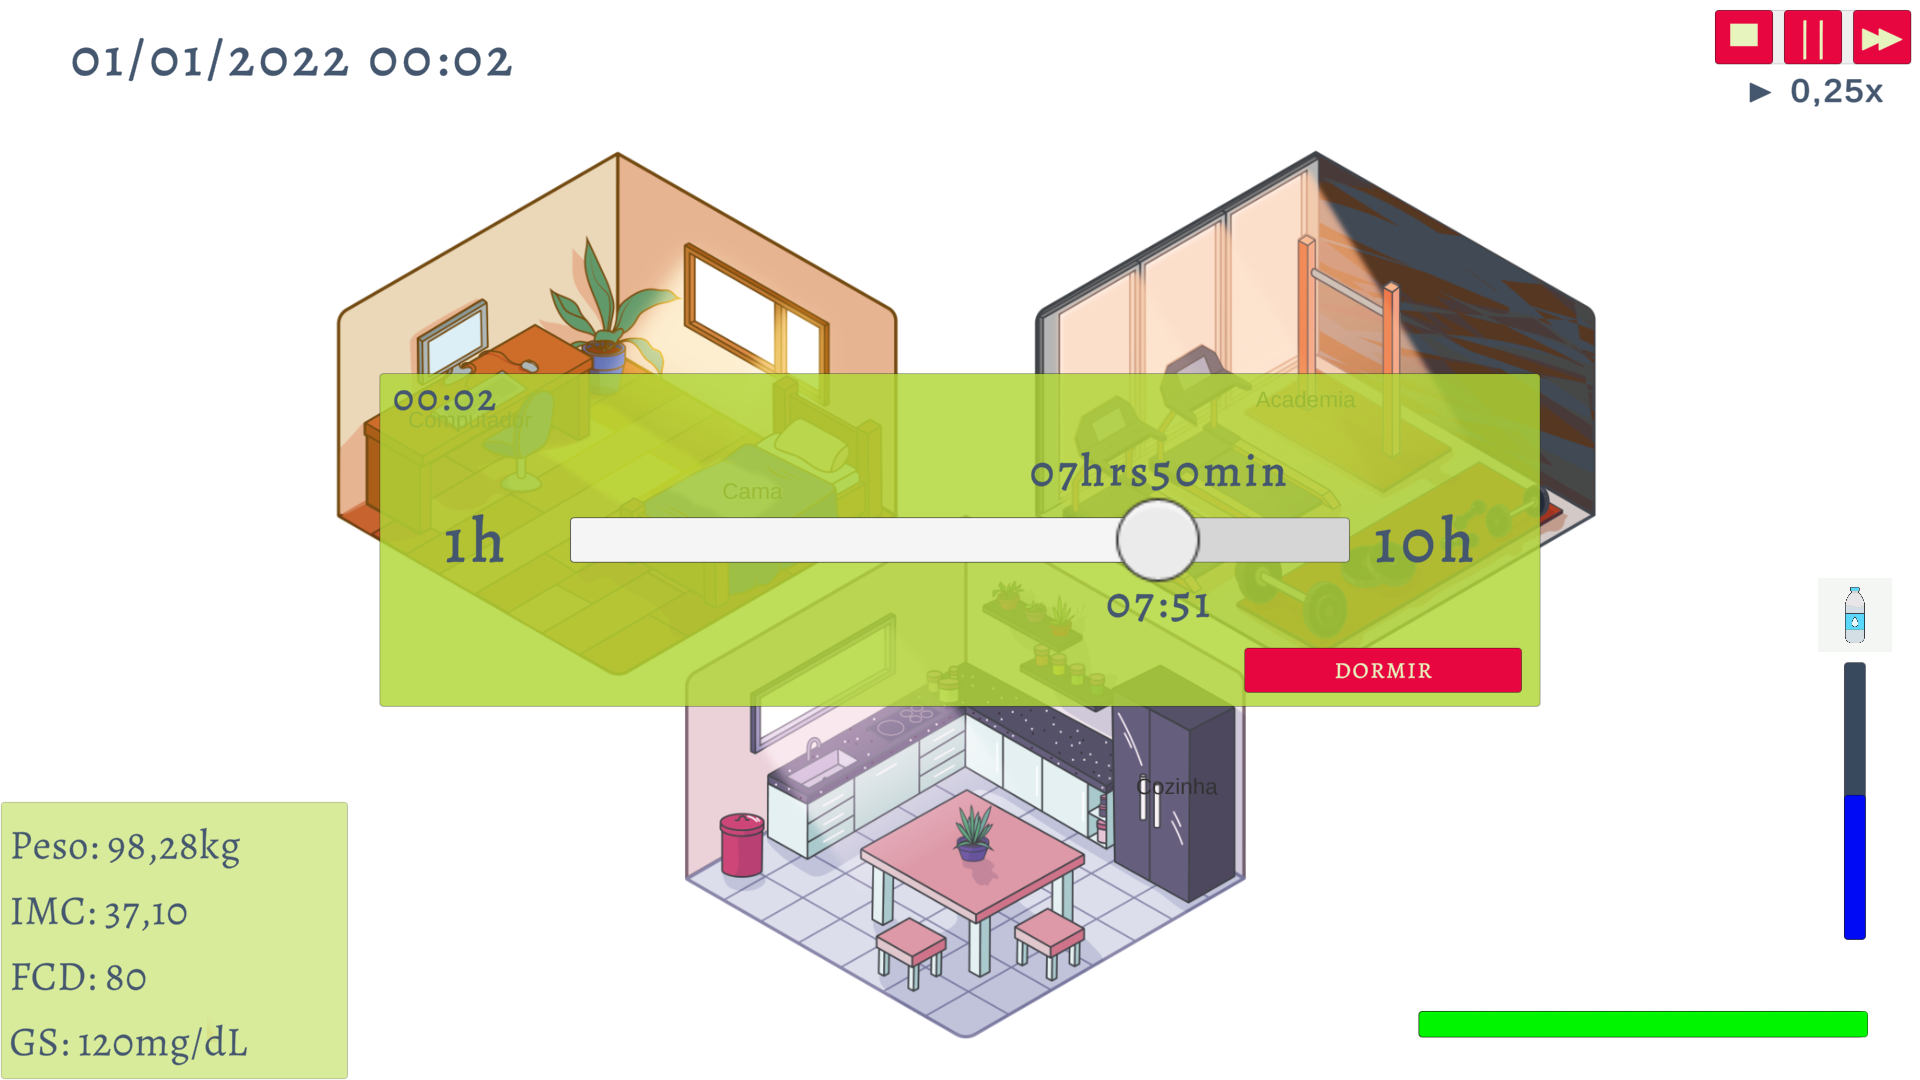 01/01/2022 00:02
► 0,25x
00:02
Computador
Academia
Cama
07hrs50min
1h
10h
07:51
DORMIR
Cozinha
Peso: 98,28kg
IMC: 37,10
FCD: 80
GS: 120mg/dL